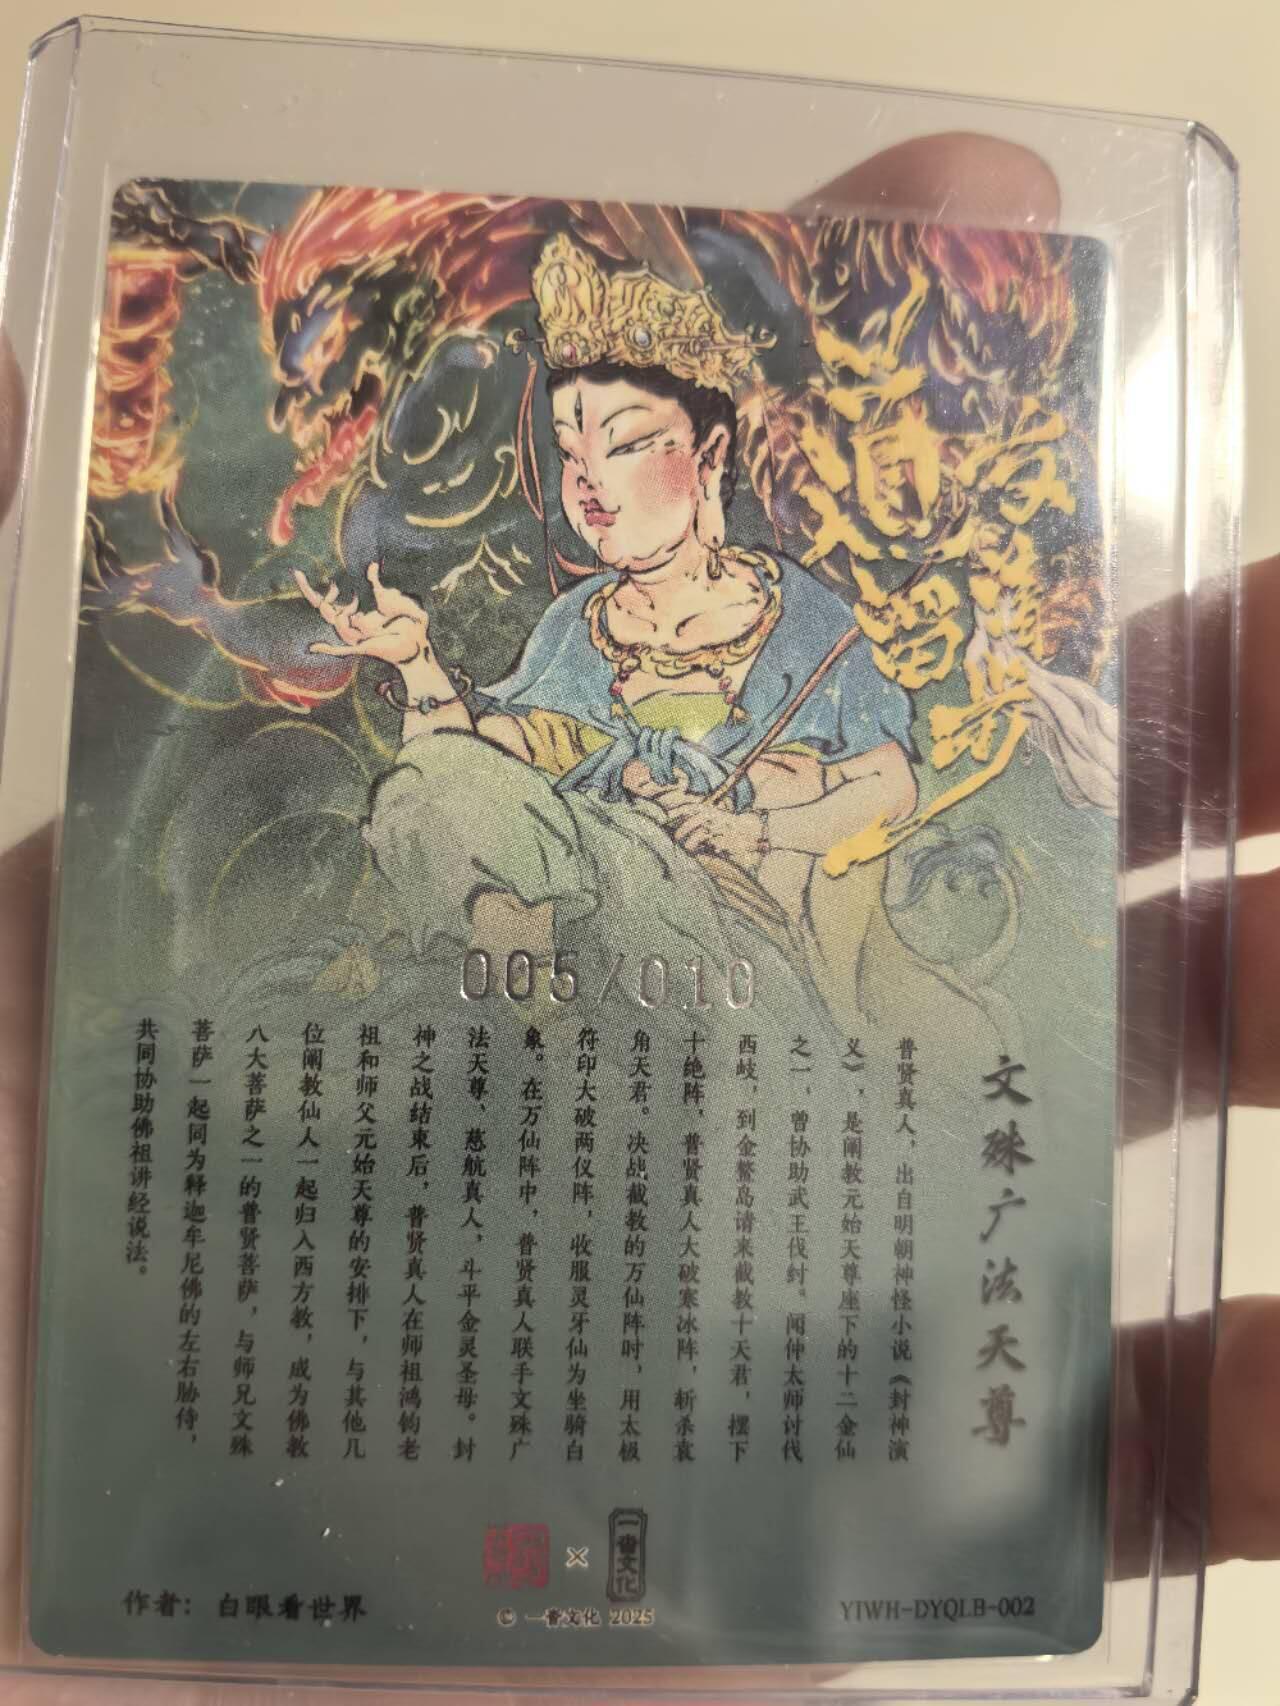 道
留
步
005/010
文殊广法天尊
普贤真人，出自明朝神怪小说《封神演
义》，是阐教元始天尊座下的十二金仙
之一，曾协助武王伐纣。闻仲太师讨伐
西岐，到金鳌岛请来截教十天君，摆下
十绝阵，普贤真人大破寒冰阵，斩杀袁
角天君。决战截教的万仙阵时，用太极
符印大破两仪阵，收服灵牙仙为坐骑白
象。在万仙阵中，普贤真人联手文殊广
法天尊、慈航真人，斗平金灵圣母。封
神之战结束后，普贤真人在师祖鸿钧老
祖和师父元始天尊的安排下，与其他几
位阐教仙人一起归入西方教，成为佛教
八大菩萨之一的普贤菩萨，与师兄文殊
菩萨一起同为释迦牟尼佛的左右胁侍，
共同协助佛祖讲经说法。
×
一番文化
作者：白眼看世界
© 一番文化 2025
YIWH-DYQLB-002